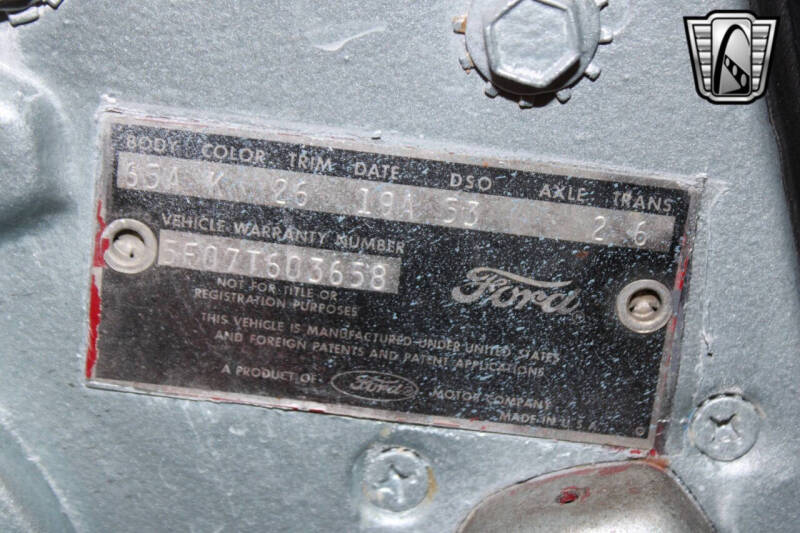 BODY COLOR TRIM DATE DSO AXLE TRANS
65A K 26 19A 53 2 6
VEHICLE WARRANTY NUMBER
5F07T603658
NOT FOR TITLE OR
REGISTRATION PURPOSES
Ford
THIS VEHICLE IS MANUFACTURED UNDER UNITED STATES
AND FOREIGN PATENTS AND PATENT APPLICATIONS
A PRODUCT OF Ford MOTOR COMPANY
MADE IN U.S.A.